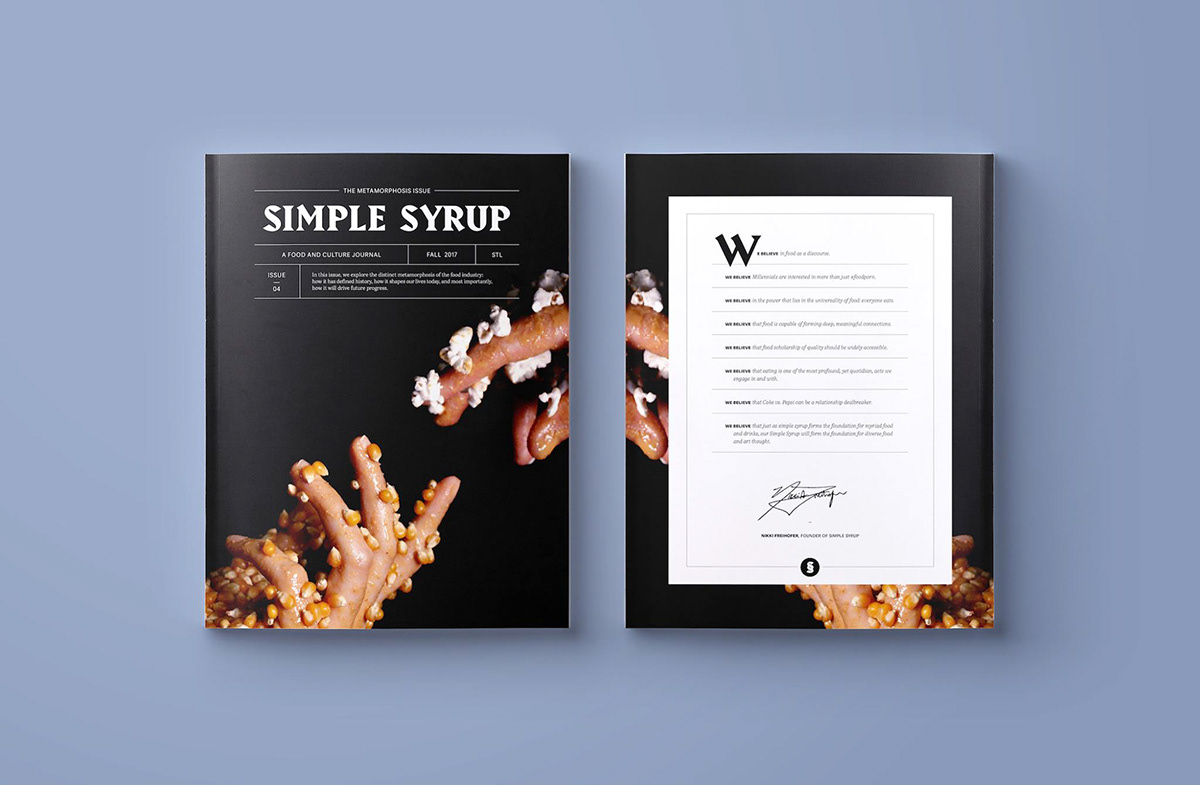 THE METAMORPHOSIS ISSUE
SIMPLE SYRUP
A FOOD AND CULTURE JOURNAL
FALL 2017
STL
ISSUE
—
04
In this issue, we explore the distinct metamorphosis of the food industry:
how it has defined history, how it shapes our lives today, and most importantly,
how it will drive future progress.
WE BELIEVE in food as a discourse.
WE BELIEVE Millennials are interested in more than just #foodporn.
WE BELIEVE in the power that lies in the universality of food: everyone eats.
WE BELIEVE that food is capable of forming deep, meaningful connections.
WE BELIEVE that food scholarship of quality should be widely accessible.
WE BELIEVE that eating is one of the most profound, yet quotidian, acts we
engage in and with.
WE BELIEVE that Coke vs. Pepsi can be a relationship dealbreaker.
WE BELIEVE that just as simple syrup forms the foundation for myriad food
and drinks, our Simple Syrup will form the foundation for diverse food
and art thought.
NIKKI FREIHOFER, FOUNDER OF SIMPLE SYRUP
S